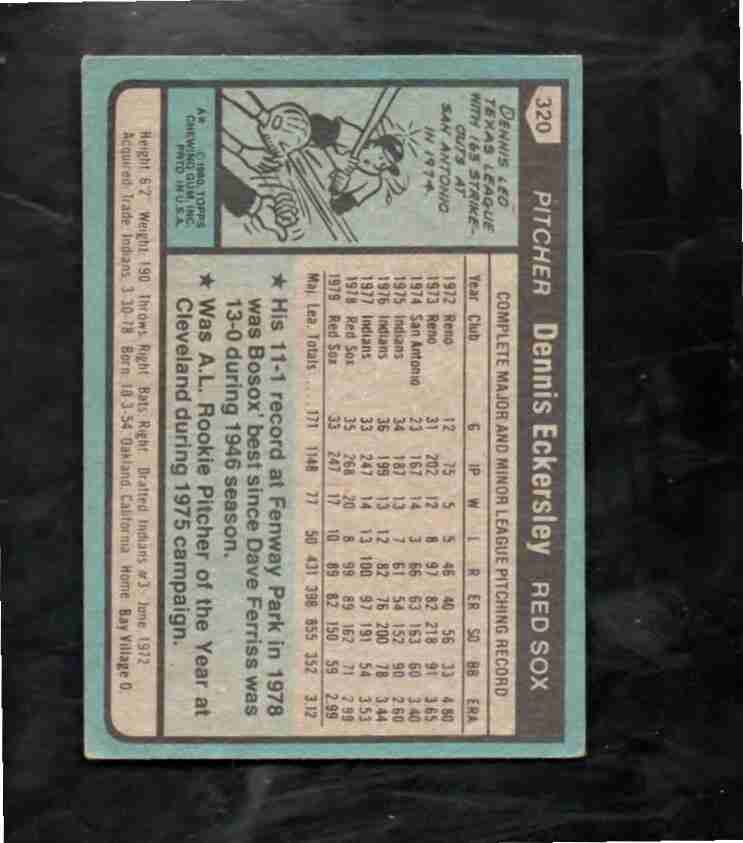 320 PITCHER Dennis Eckersley RED SOX
DENNIS LED
TEXAS LEAGUE
WITH 163 STRIKE-
OUTS AT
SAN ANTONIO
IN 1974.
A★ ©1980, TOPPS
CHEWING GUM, INC.
PRTD. IN U.S.A.
COMPLETE MAJOR AND MINOR LEAGUE PITCHING RECORD
Year Club G IP W L R ER SO BB ERA
1972 Reno 12 75 5 5 46 40 56 33 4.80
1973 Reno 31 202 12 8 97 82 218 91 3.65
1974 San Antonio 23 167 14 3 66 63 163 60 3.40
1975 Indians 34 187 13 7 61 54 152 90 2.60
1976 Indians 36 199 13 12 82 76 200 78 3.44
1977 Indians 33 247 14 13 100 97 191 54 3.53
1978 Red Sox 35 268 20 8 99 89 162 71 2.99
1979 Red Sox 33 247 17 10 89 82 150 59 2.99
Maj. Lea. Totals..... 171 1148 77 50 431 398 855 352 3.12
★ His 11-1 record at Fenway Park in 1978
was Bosox' best since Dave Ferriss was
13-0 during 1946 season.
★ Was A.L. Rookie Pitcher of the Year at
Cleveland during 1975 campaign.
Height: 6'2" Weight: 190 Throws: Right Bats: Right Drafted: Indians #3-June, 1972
Acquired: Trade, Indians, 3-30-78 Born: 10-3-54, Oakland, California Home: Bay Village, O.